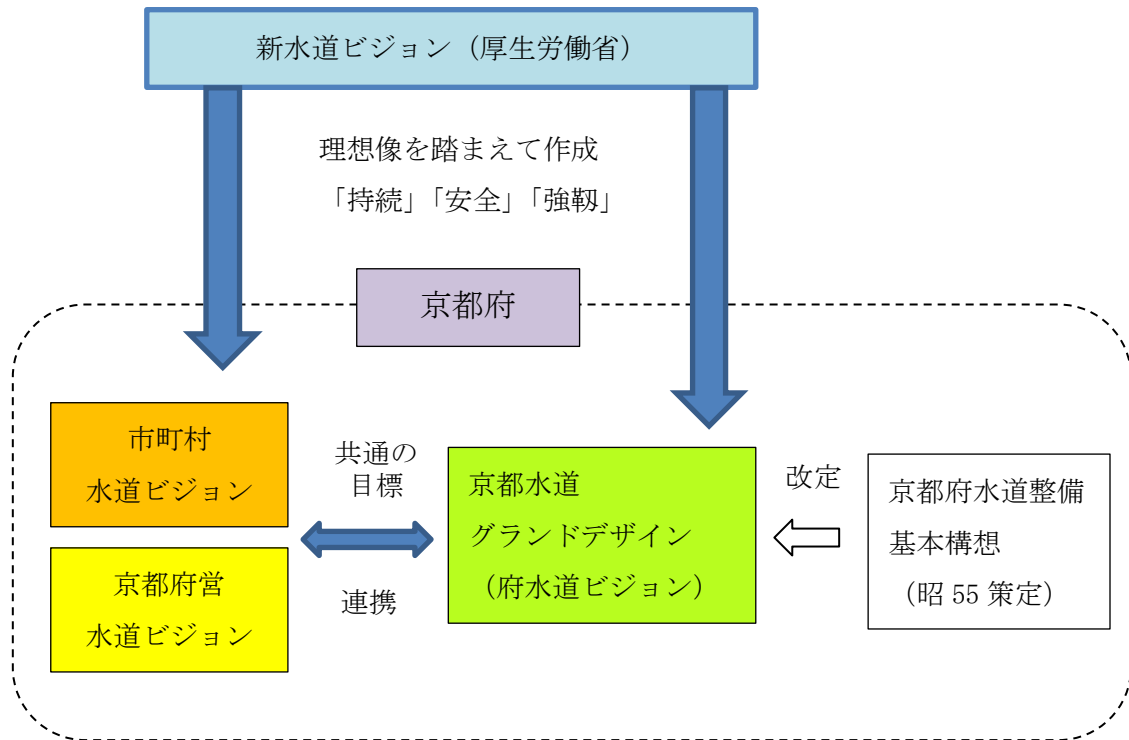 新水道ビジョン（厚生労働省）
理想像を踏まえて作成
「持続」「安全」「強靱」
京都府
市町村
水道ビジョン
京都府営
水道ビジョン
共通の
目標
連携
京都水道
グランドデザイン
（府水道ビジョン）
改定
京都府水道整備
基本構想
（昭 55 策定）